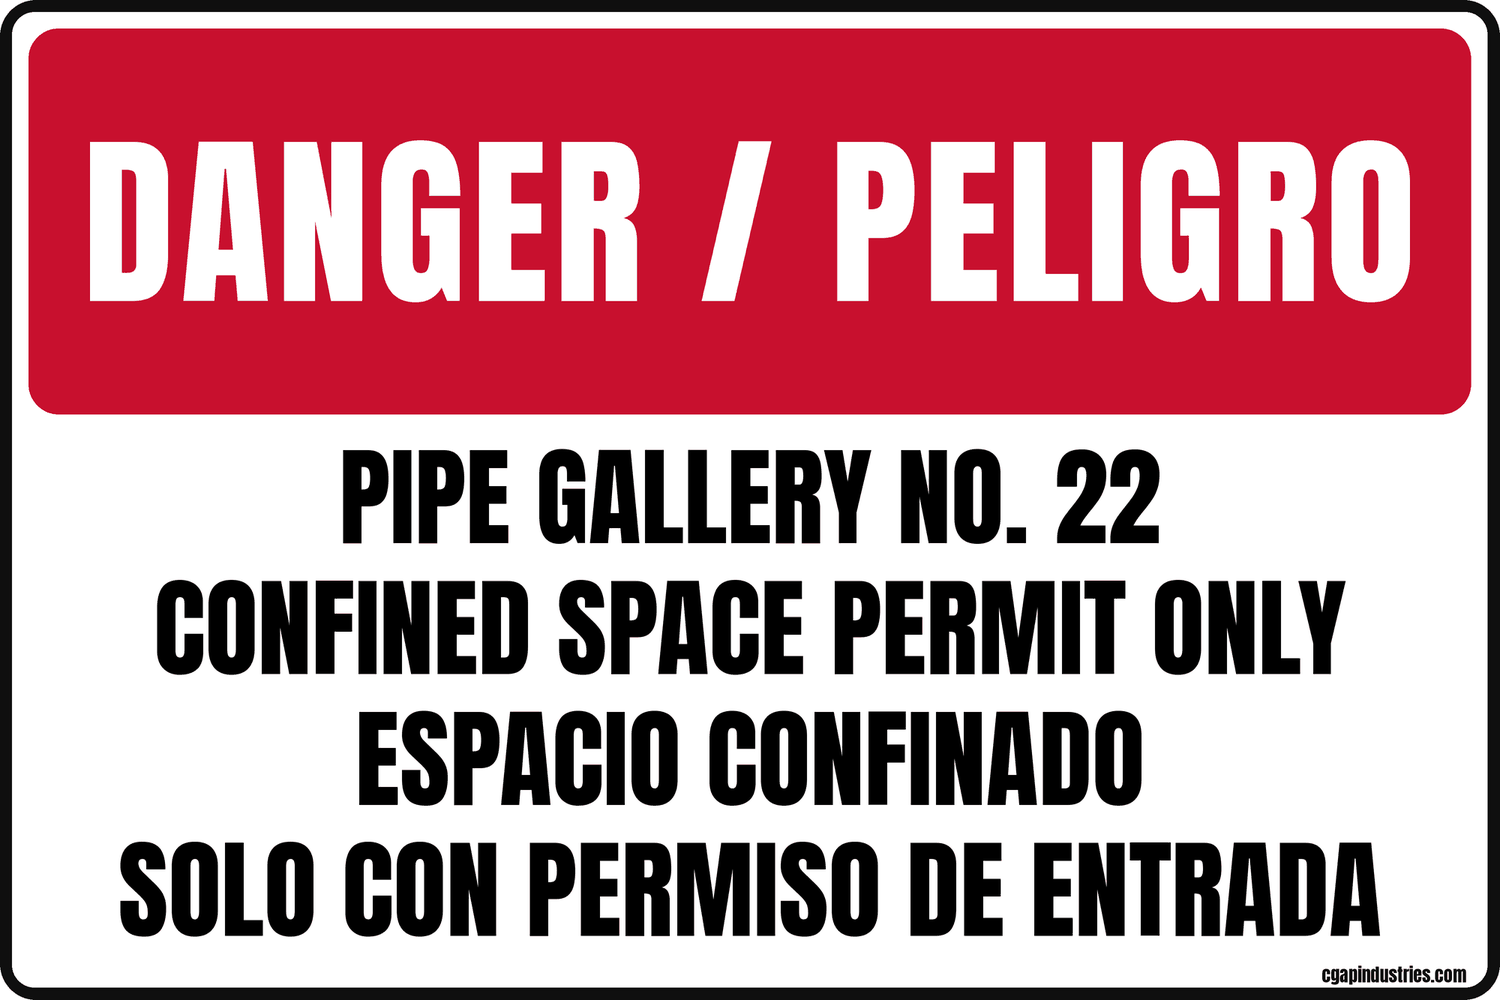 DANGER / PELIGRO
PIPE GALLERY NO. 22
CONFINED SPACE PERMIT ONLY
ESPACIO CONFINADO
SOLO CON PERMISO DE ENTRADA
cgapindustries.com